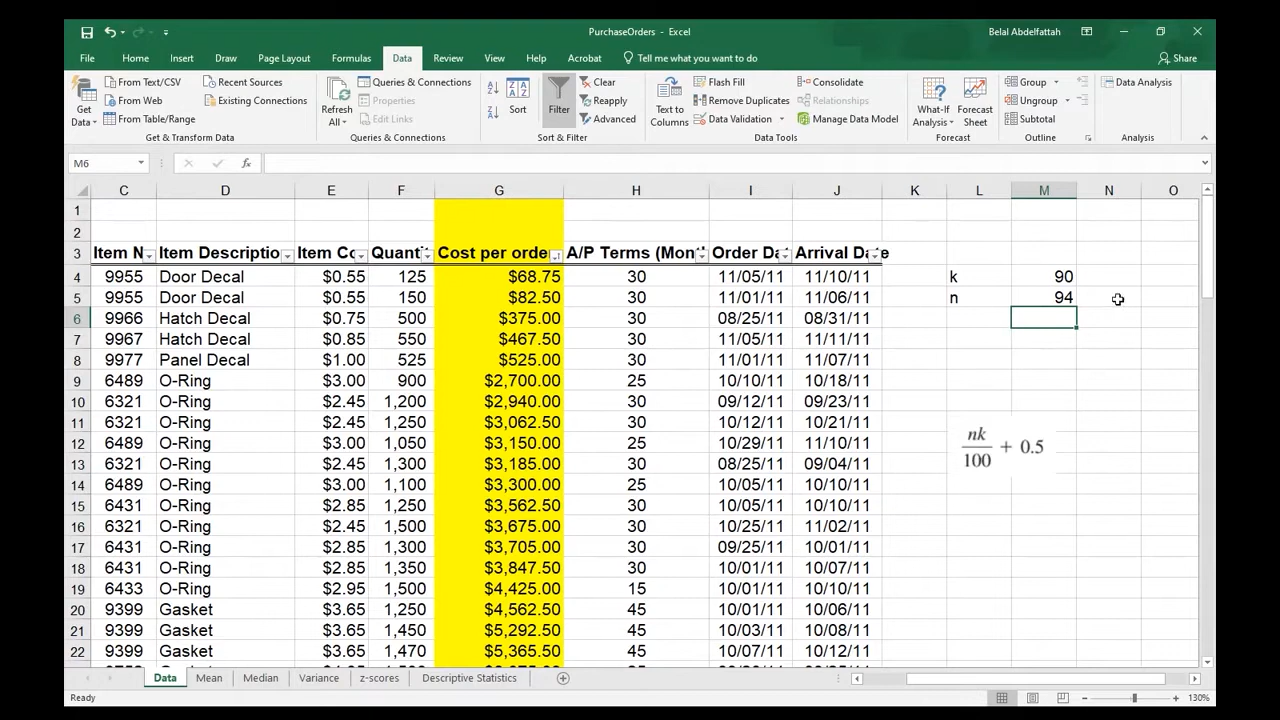 PurchaseOrders - Excel
Belal Abdelfattah
File Home Insert Draw Page Layout Formulas Data Review View Help Acrobat Tell me what you want to do Share
Get Data
From Text/CSV
From Web
From Table/Range
Recent Sources
Existing Connections
Get & Transform Data
Refresh All
Queries & Connections
Properties
Edit Links
Queries & Connections
Sort
Filter
Clear
Reapply
Advanced
Sort & Filter
Text to Columns
Flash Fill
Remove Duplicates
Data Validation
Consolidate
Relationships
Manage Data Model
Data Tools
What-If Analysis
Forecast Sheet
Forecast
Group
Ungroup
Subtotal
Outline
Data Analysis
Analysis
M6 fx
C D E F G H I J K L M N O
1
2
3 Item N Item Descriptio Item Co Quanti Cost per orde A/P Terms (Mont Order Da Arrival Date
4 9955 Door Decal $0.55 125 $68.75 30 11/05/11 11/10/11 k 90
5 9955 Door Decal $0.55 150 $82.50 30 11/01/11 11/06/11 n 94
6 9966 Hatch Decal $0.75 500 $375.00 30 08/25/11 08/31/11
7 9967 Hatch Decal $0.85 550 $467.50 30 11/05/11 11/11/11
8 9977 Panel Decal $1.00 525 $525.00 30 11/01/11 11/07/11
9 6489 O-Ring $3.00 900 $2,700.00 25 10/10/11 10/18/11
10 6321 O-Ring $2.45 1,200 $2,940.00 30 09/12/11 09/23/11
11 6321 O-Ring $2.45 1,250 $3,062.50 30 10/12/11 10/21/11
12 6489 O-Ring $3.00 1,050 $3,150.00 25 10/29/11 11/10/11
13 6321 O-Ring $2.45 1,300 $3,185.00 30 08/25/11 09/04/11
14 6489 O-Ring $3.00 1,100 $3,300.00 25 10/05/11 10/10/11
15 6431 O-Ring $2.85 1,250 $3,562.50 30 10/05/11 10/10/11
16 6321 O-Ring $2.45 1,500 $3,675.00 30 10/25/11 11/02/11
17 6431 O-Ring $2.85 1,300 $3,705.00 30 09/25/11 10/01/11
18 6431 O-Ring $2.85 1,350 $3,847.50 30 10/01/11 10/07/11
19 6433 O-Ring $2.95 1,500 $4,425.00 15 10/01/11 10/10/11
20 9399 Gasket $3.65 1,250 $4,562.50 45 10/01/11 10/06/11
21 9399 Gasket $3.65 1,450 $5,292.50 45 10/03/11 10/08/11
22 9399 Gasket $3.65 1,470 $5,365.50 45 10/07/11 10/12/11
nk
100 + 0.5
Data Mean Median Variance z-scores Descriptive Statistics
Ready 130%